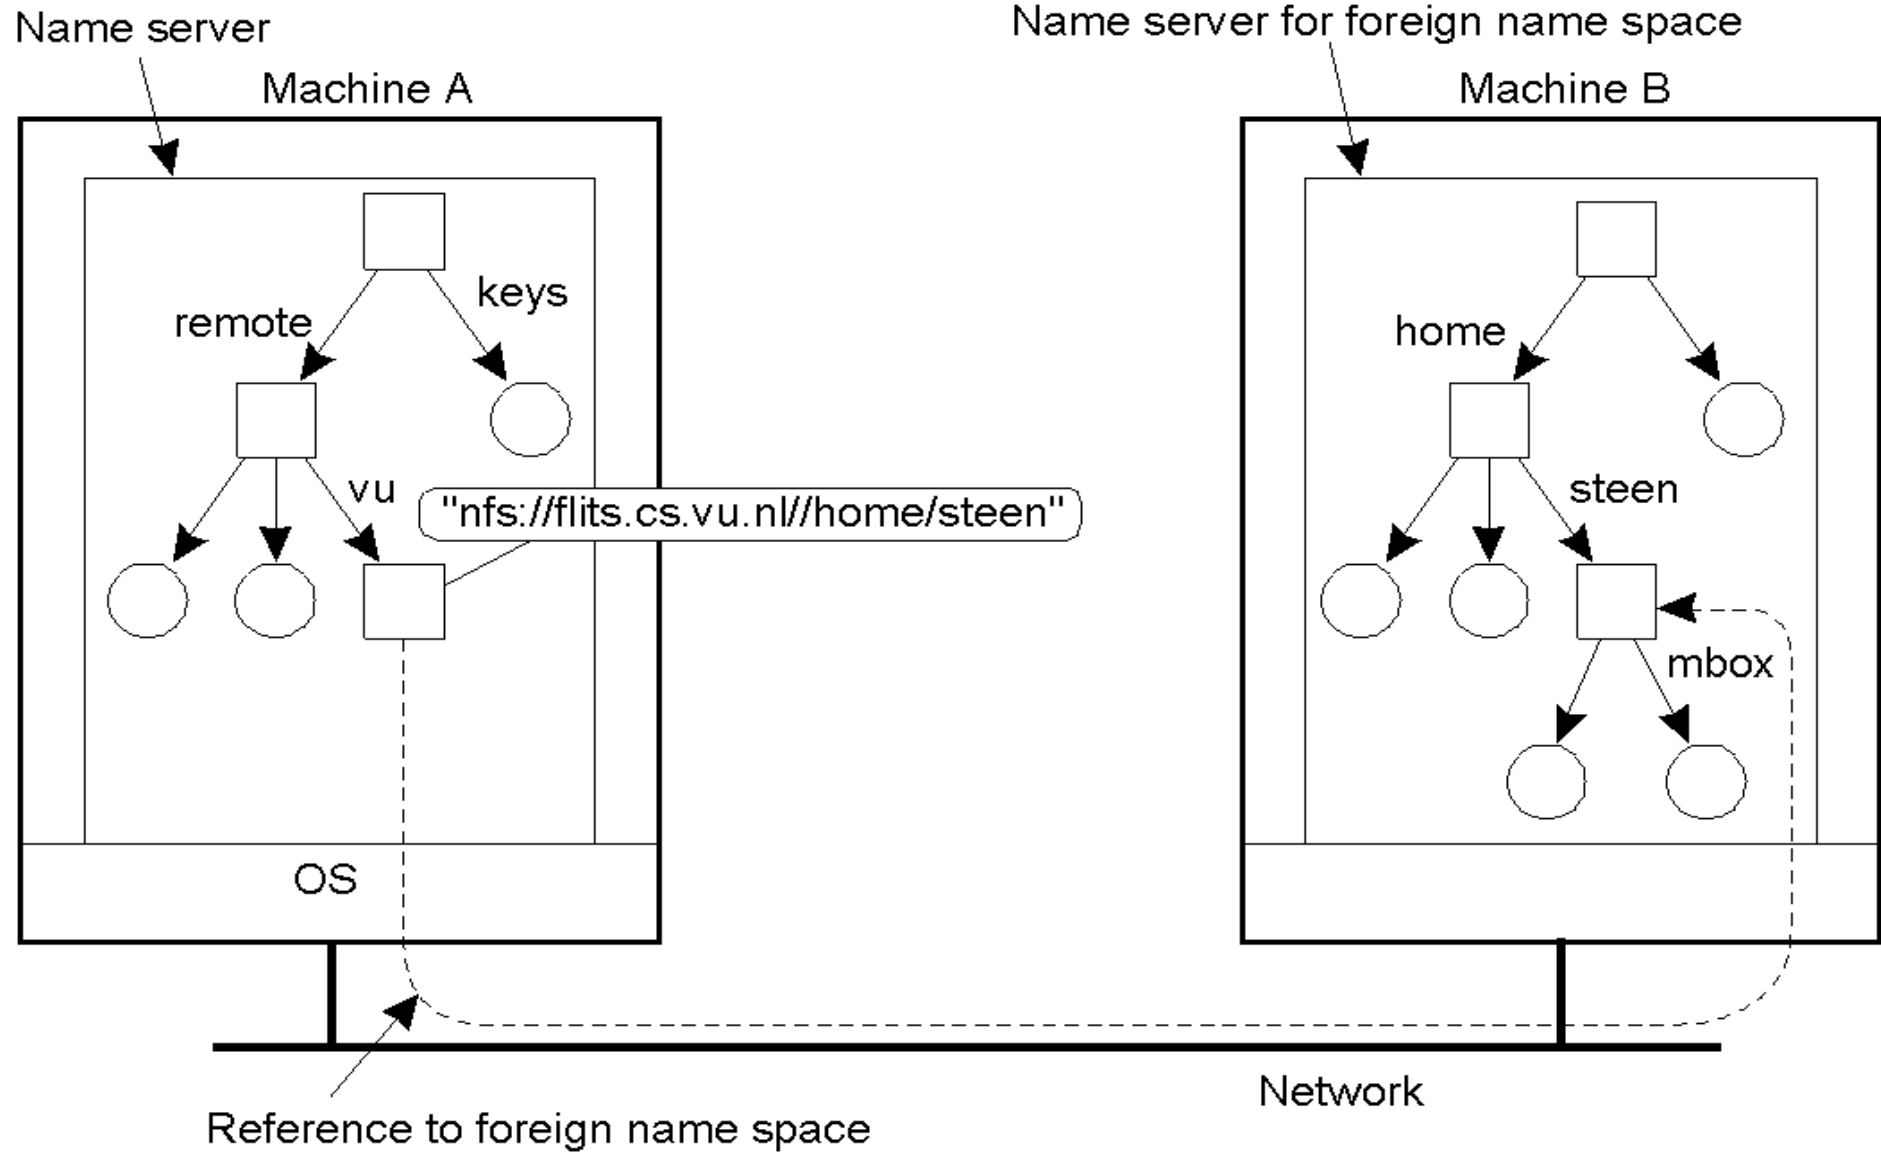 Name server
Name server for foreign name space
Machine A
Machine B
keys
remote
home
vu
steen
"nfs://flits.cs.vu.nl//home/steen"
mbox
OS
Network
Reference to foreign name space